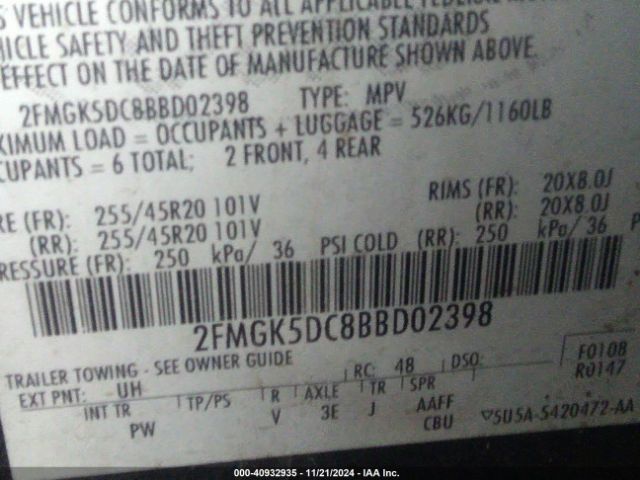 VEHICLE CONFORMS TO ALL APPLICABLE FEDERAL MOTOR
VEHICLE SAFETY AND THEFT PREVENTION STANDARDS
EFFECT ON THE DATE OF MANUFACTURE SHOWN ABOVE.
2FMGK5DC8BBD02398 TYPE: MPV
XIMUM LOAD = OCCUPANTS + LUGGAGE = 526KG/1160LB
CUPANTS = 6 TOTAL; 2 FRONT, 4 REAR
RE (FR): 255/45R20 101V RIMS (FR): 20X8.0J
(RR): 255/45R20 101V (RR): 20X8.0J
RESSURE (FR): 250 kPa/ 36 PSI COLD (RR): 250 kPa/ 36 P
2FMGK5DC8BBD02398
TRAILER TOWING - SEE OWNER GUIDE RC: 48 DSO: F0108
EXT PNT: UH R0147
INT TR TP/PS R AXLE TR SPR
PW V 3E J AAFF
CBU 5U5A-5420472-AA
000-40932935 - 11/21/2024 - IAA Inc.